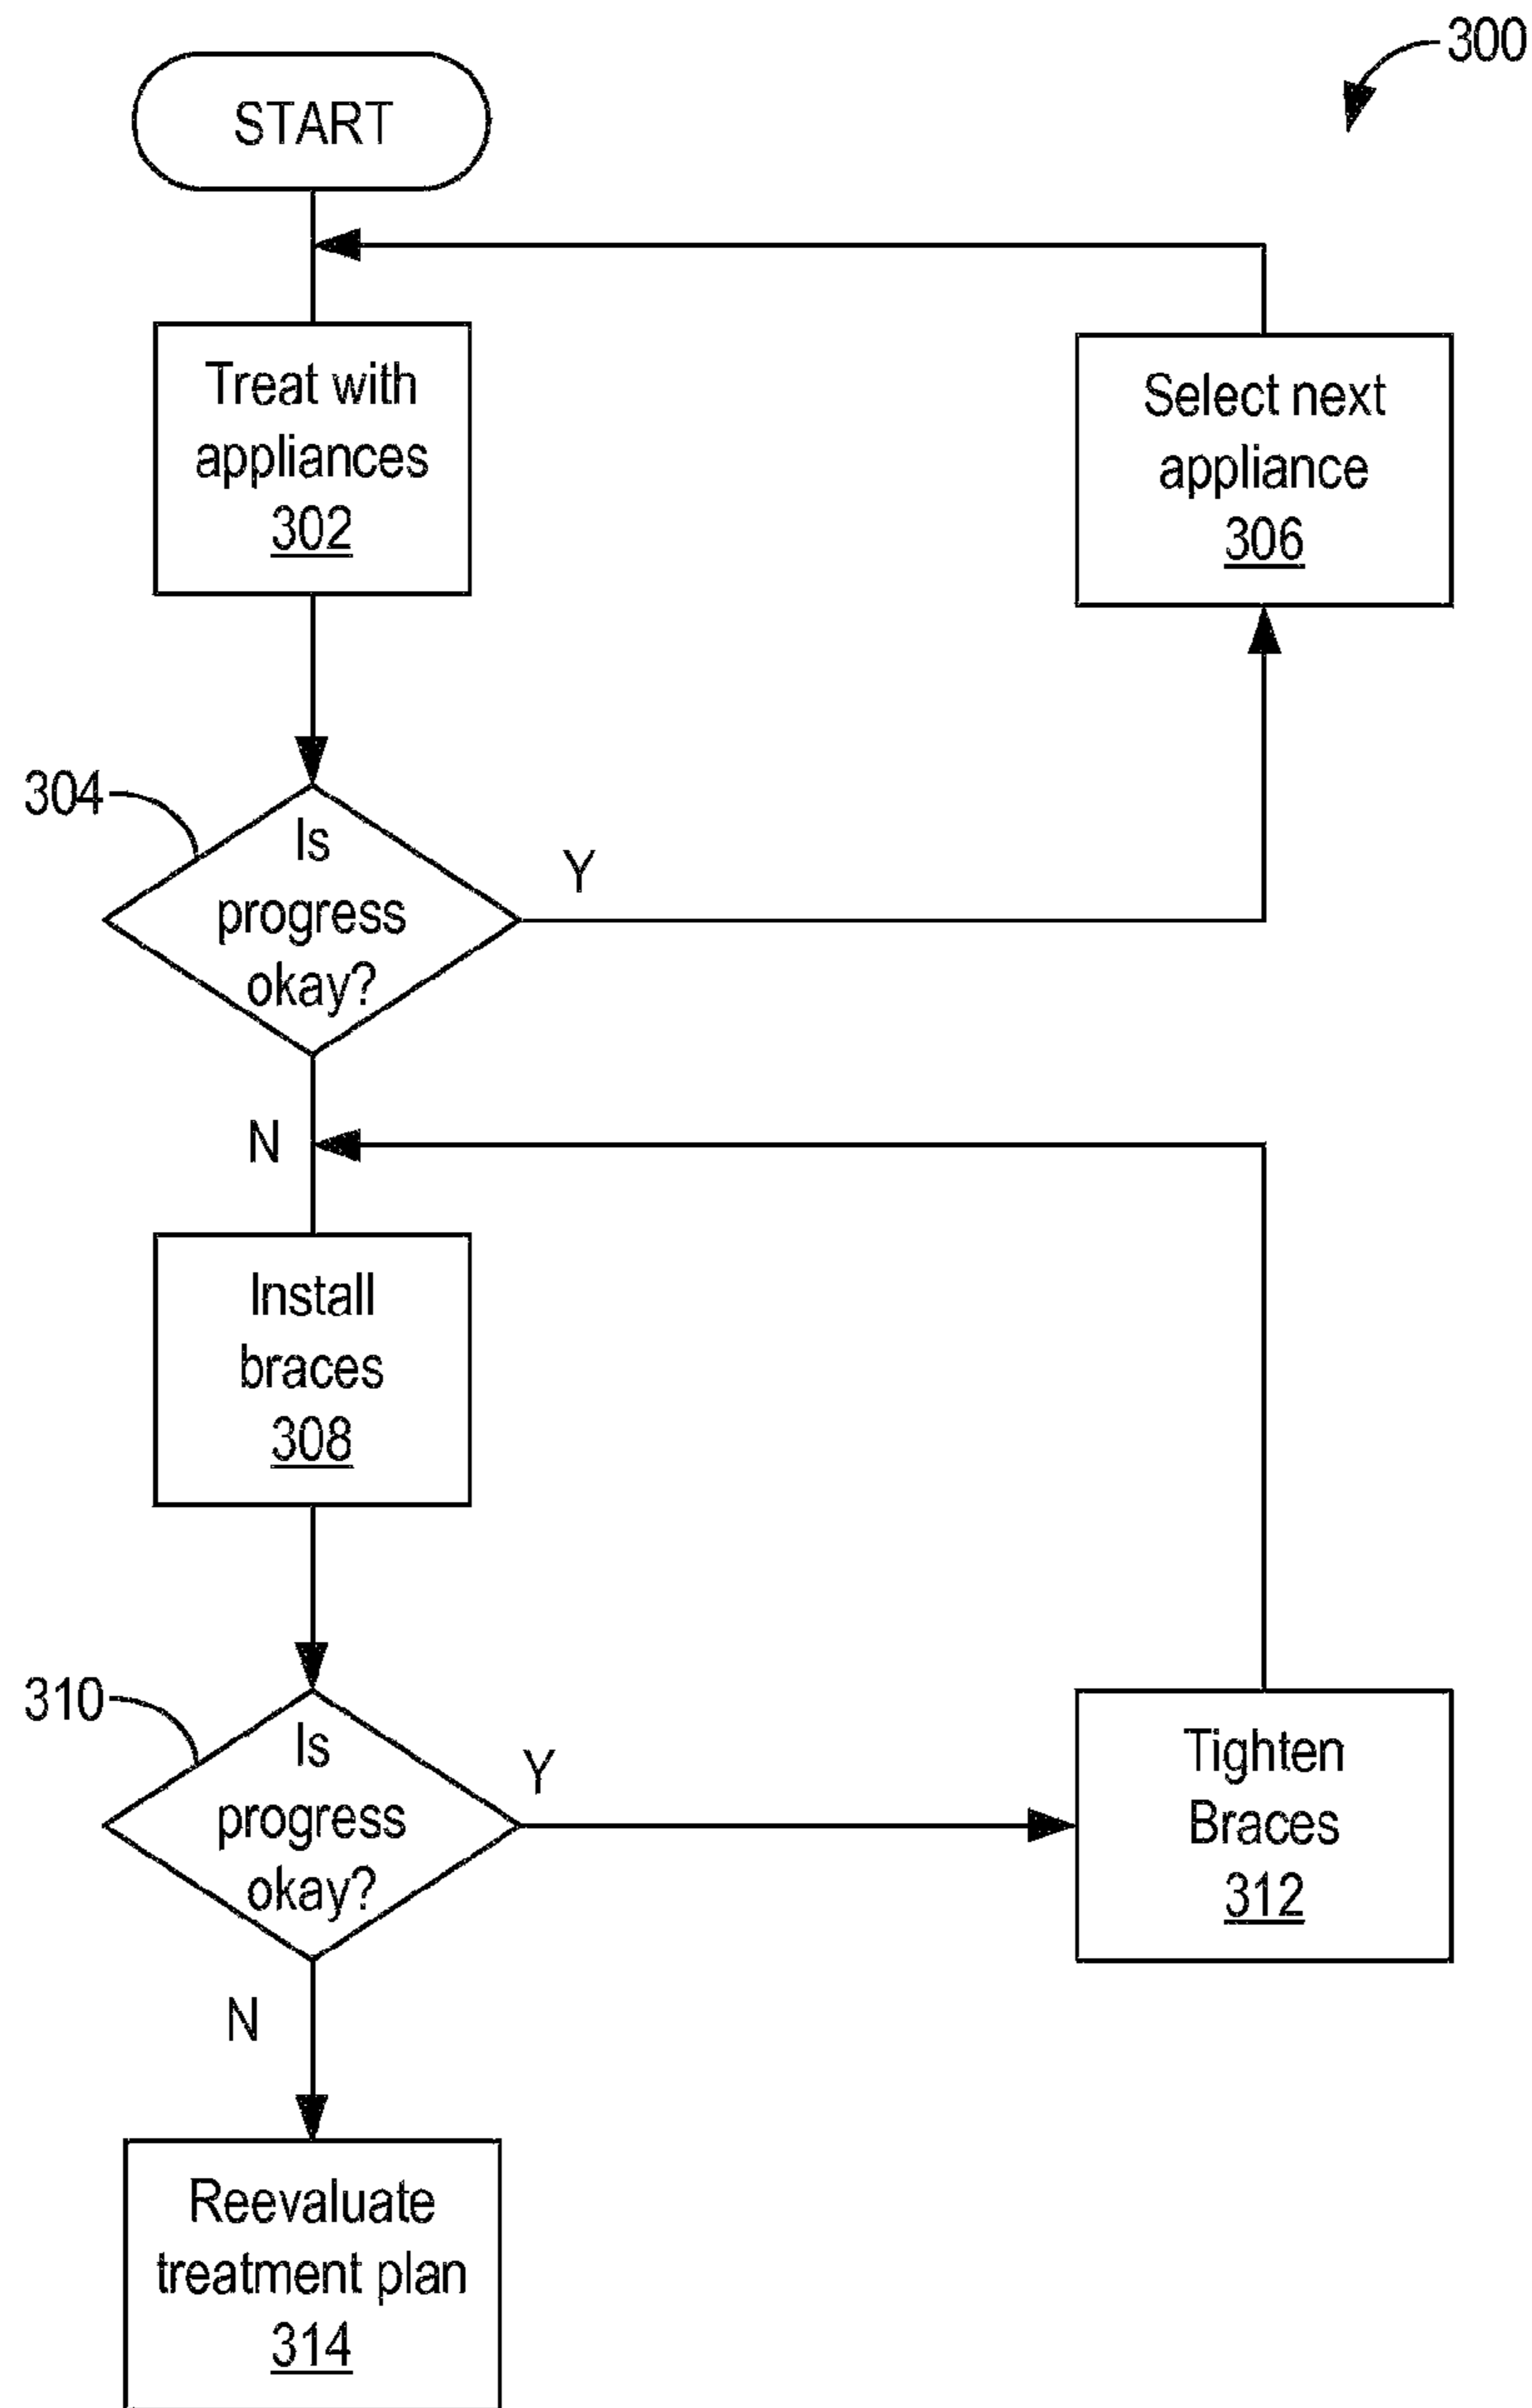 300
START
Treat with
appliances
302
Select next
appliance
306
304
Is
progress
okay?
Y
N
Install
braces
308
310
Is
progress
okay?
Y
Tighten
Braces
312
N
Reevaluate
treatment plan
314